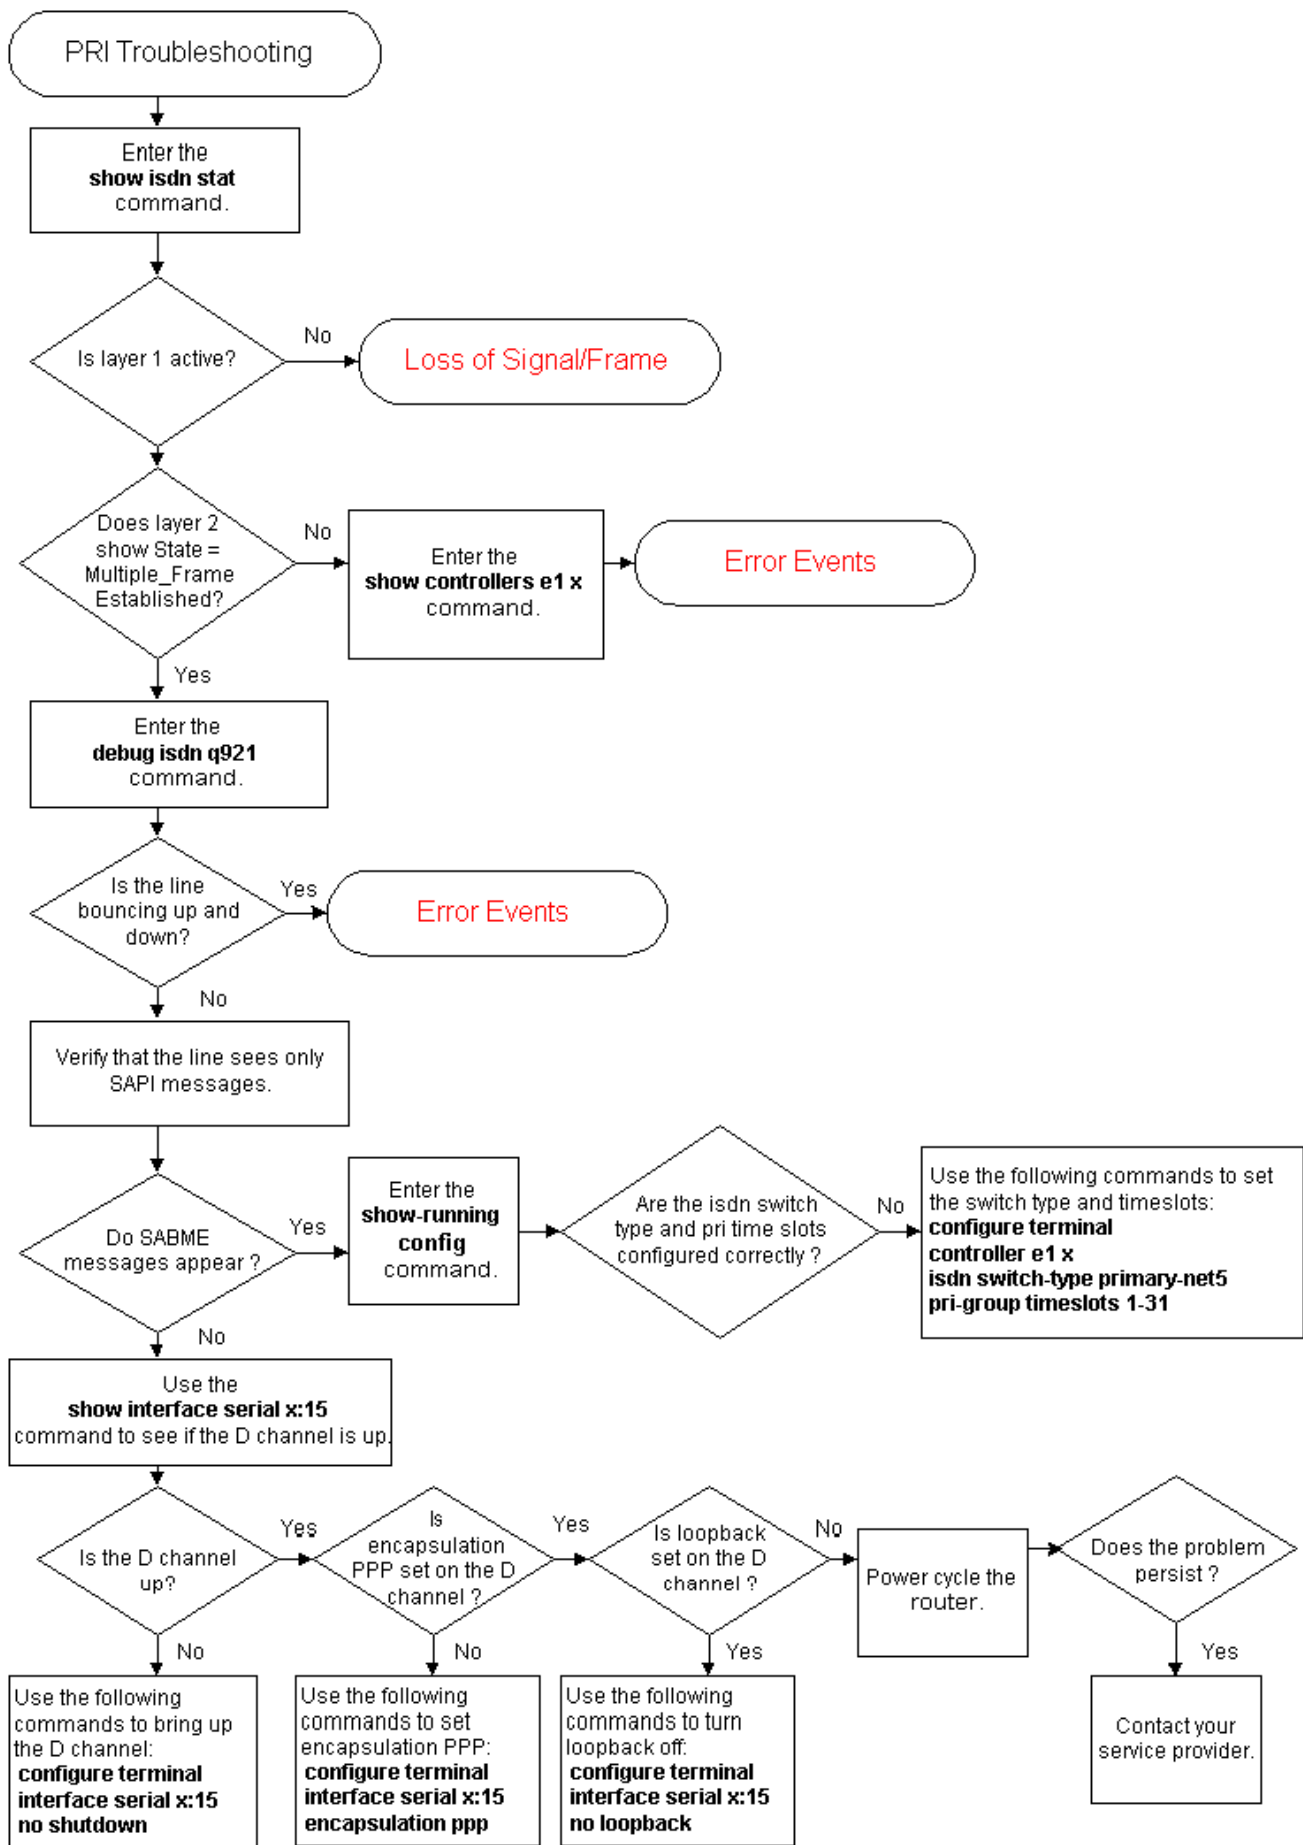 PRI Troubleshooting
Enter the
show isdn stat
command.
Is layer 1 active?
No
Loss of Signal/Frame
Does layer 2
show State =
Multiple_Frame
Established?
No
Enter the
show controllers e1 x
command.
Error Events
Yes
Enter the
debug isdn q921
command.
Is the line
bouncing up and
down?
Yes
Error Events
No
Verify that the line sees only
SAPI messages.
Do SABME
messages appear ?
Yes
Enter the
show-running
config
command.
Are the isdn switch
type and pri time slots
configured correctly ?
No
Use the following commands to set
the switch type and timeslots:
configure terminal
controller e1 x
isdn switch-type primary-net5
pri-group timeslots 1-31
No
Use the
show interface serial x:15
command to see if the D channel is up.
Is the D channel
up?
Yes
Is
encapsulation
PPP set on the D
channel ?
Yes
Is loopback
set on the D
channel ?
No
Power cycle the
router.
Does the problem
persist ?
No
Use the following
commands to bring up
the D channel:
configure terminal
interface serial x:15
no shutdown
No
Use the following
commands to set
encapsulation PPP:
configure terminal
interface serial x:15
encapsulation ppp
Yes
Use the following
commands to turn
loopback off:
configure terminal
interface serial x:15
no loopback
Yes
Contact your
service provider.